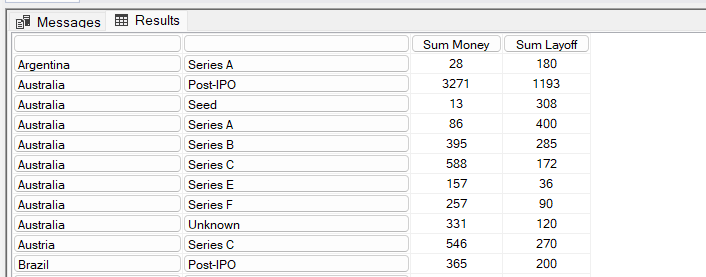 Messages Results
Sum Money Sum Layoff
Argentina Series A 28 180
Australia Post-IPO 3271 1193
Australia Seed 13 308
Australia Series A 86 400
Australia Series B 395 285
Australia Series C 588 172
Australia Series E 157 36
Australia Series F 257 90
Australia Unknown 331 120
Austria Series C 546 270
Brazil Post-IPO 365 200